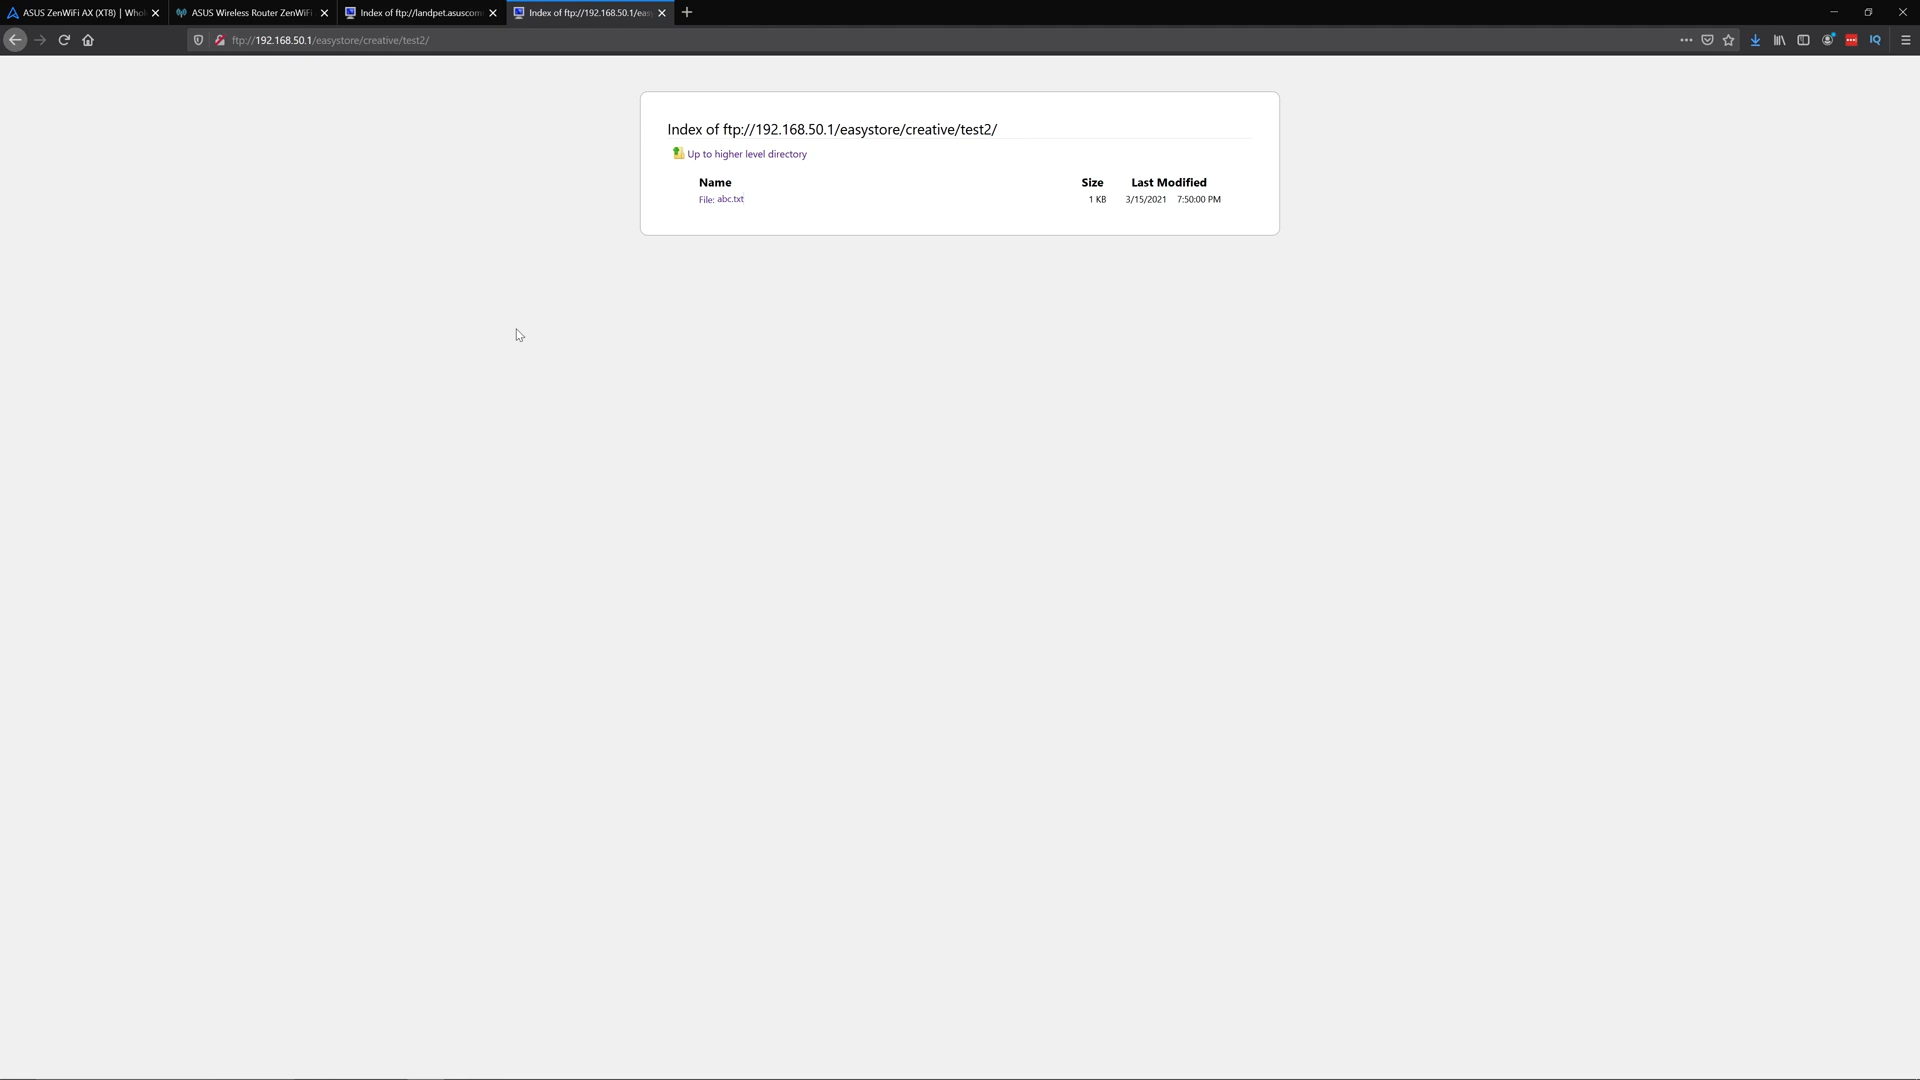 ASUS ZenWiFi AX (XT8) | Whol
ASUS Wireless Router ZenWiFi
Index of ftp://landpet.asuscom
Index of ftp://192.168.50.1/eas
ftp://192.168.50.1/easystore/creative/test2/
IQ
Index of ftp://192.168.50.1/easystore/creative/test2/
Up to higher level directory
Name Size Last Modified
File: abc.txt 1 KB 3/15/2021 7:50:00 PM